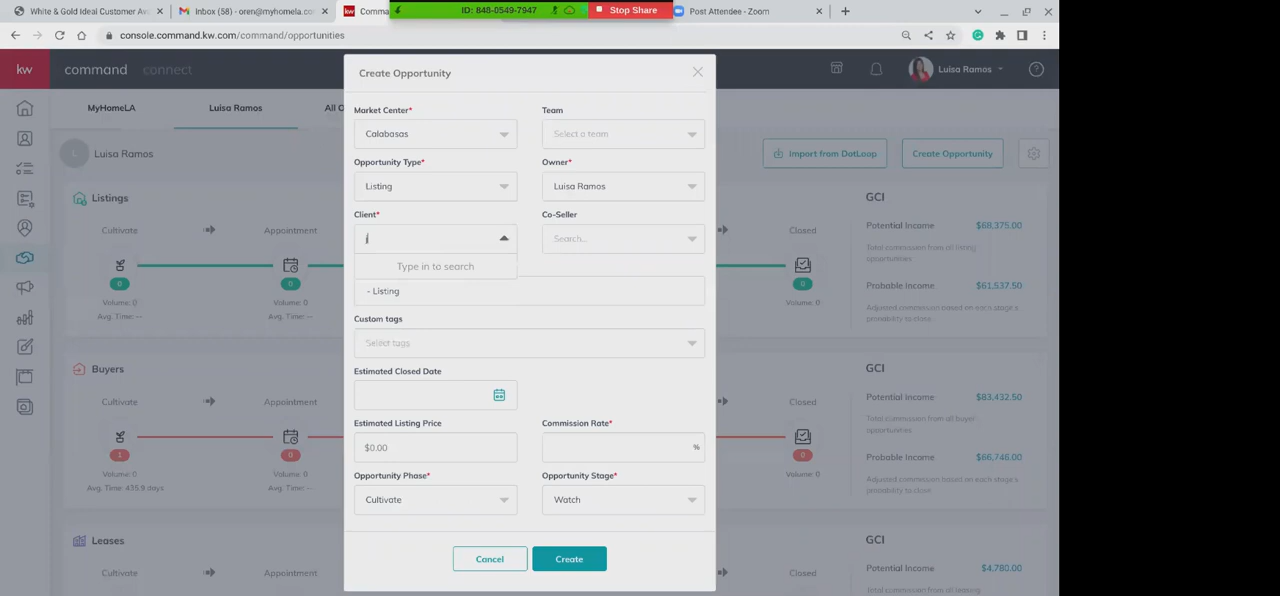 White & Gold Ideal Customer Av
Inbox (58) - oren@myhomela.co
Comma
ID: 848-0549-7947
Stop Share
Post Attendee - Zoom
console.command.kw.com/command/opportunities
kw
command
connect
Luisa Ramos
MyHomeLA
Luisa Ramos
All O
Luisa Ramos
Import from DotLoop
Create Opportunity
Create Opportunity
Market Center*
Team
Calabasas
Select a team
Opportunity Type*
Owner*
Listing
Luisa Ramos
Client*
Co-Seller
j
Search...
Type in to search
- Listing
Custom tags
Select tags
Estimated Closed Date
Estimated Listing Price
Commission Rate*
$0.00
%
Opportunity Phase*
Opportunity Stage*
Cultivate
Watch
Cancel
Create
Listings
Cultivate
Appointment
Closed
0
0
0
Volume: 0
Volume: 0
Volume: 0
Avg. Time: --
Avg. Time: --
GCI
Potential Income
$68,375.00
Total commission from all listing
opportunities
Probable Income
$61,537.50
Adjusted commission based on each stage's
probability to close.
Buyers
Cultivate
Appointment
Closed
1
0
0
Volume: 0
Volume: 0
Volume: 0
Avg. Time: 435.9 days
Avg. Time: --
GCI
Potential Income
$83,432.50
Total commission from all buyer
opportunities
Probable Income
$66,746.00
Adjusted commission based on each stage's
probability to close.
Leases
Cultivate
Appointment
Closed
GCI
Potential Income
$4,780.00
Total commission from all leasing